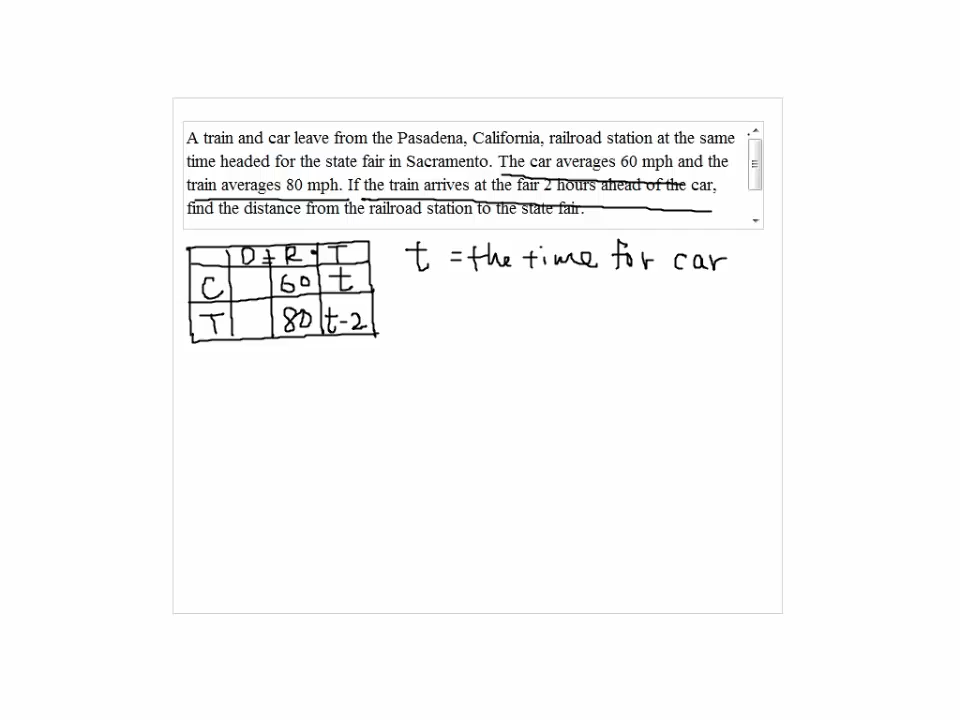 A train and car leave from the Pasadena, California, railroad station at the same
time headed for the state fair in Sacramento. The car averages 60 mph and the
train averages 80 mph. If the train arrives at the fair 2 hours ahead of the car,
find the distance from the railroad station to the state fair.
D = R · T
t = the time for car
C 60 t
T 80 t-2